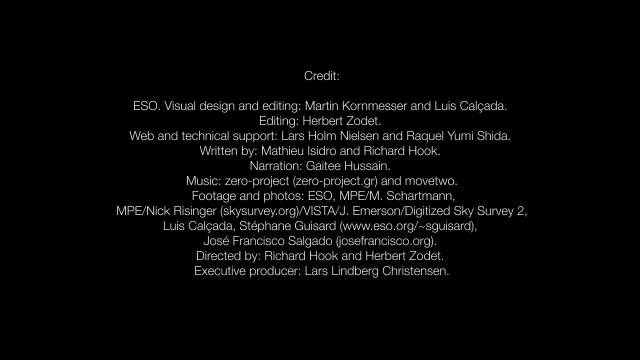 Credit:
ESO. Visual design and editing: Martin Kornmesser and Luis Calçada.
Editing: Herbert Zodet.
Web and technical support: Lars Holm Nielsen and Raquel Yumi Shida.
Written by: Mathieu Isidro and Richard Hook.
Narration: Gaitee Hussain.
Music: zero-project (zero-project.gr) and movetwo.
Footage and photos: ESO, MPE/M. Schartmann,
MPE/Nick Risinger (skysurvey.org)/VISTA/J. Emerson/Digitized Sky Survey 2,
Luis Calçada, Stéphane Guisard (www.eso.org/~sguisard),
José Francisco Salgado (josefrancisco.org).
Directed by: Richard Hook and Herbert Zodet.
Executive producer: Lars Lindberg Christensen.